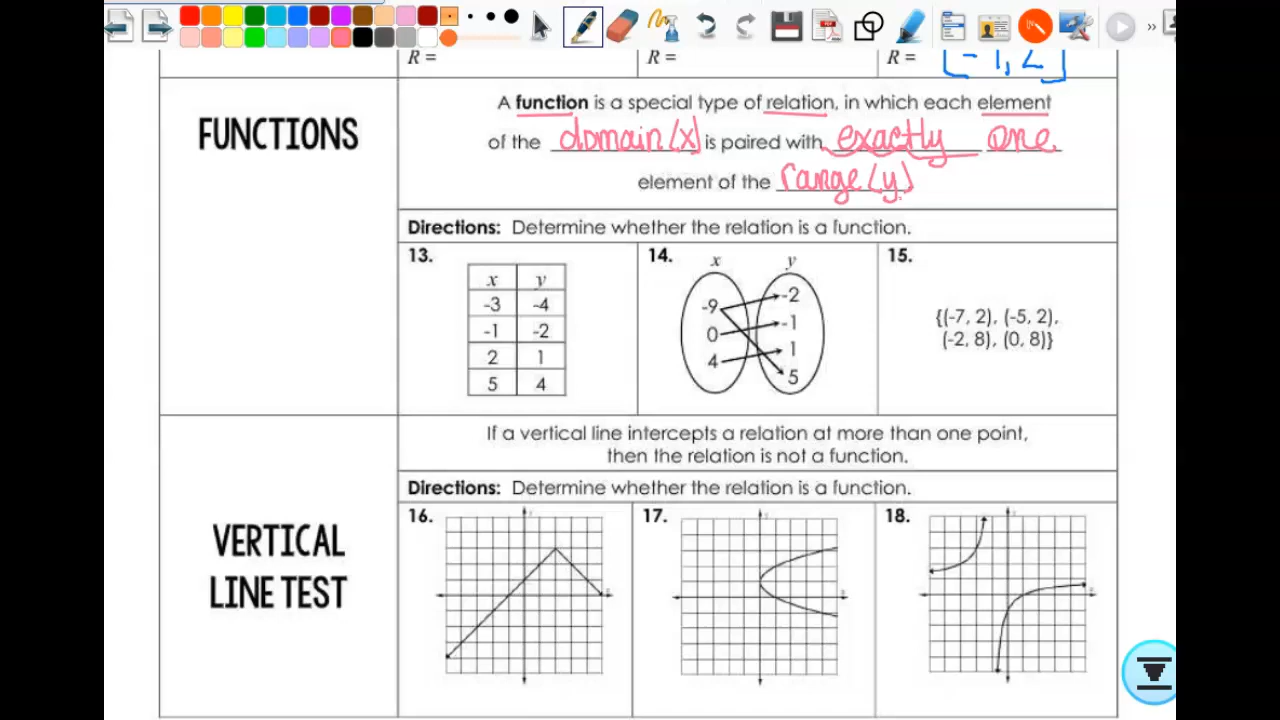 R =
R =
R = [-1, 2]
FUNCTIONS
A function is a special type of relation, in which each element
of the domain (x) is paired with exactly one
element of the range (y)
Directions: Determine whether the relation is a function.
13.
x y
-3 -4
-1 -2
2 1
5 4
14.
x y
-9 -2
0 -1
4 1
5
15.
{(-7, 2), (-5, 2),
(-2, 8), (0, 8)}
VERTICAL
LINE TEST
If a vertical line intercepts a relation at more than one point,
then the relation is not a function.
Directions: Determine whether the relation is a function.
16.
17.
18.